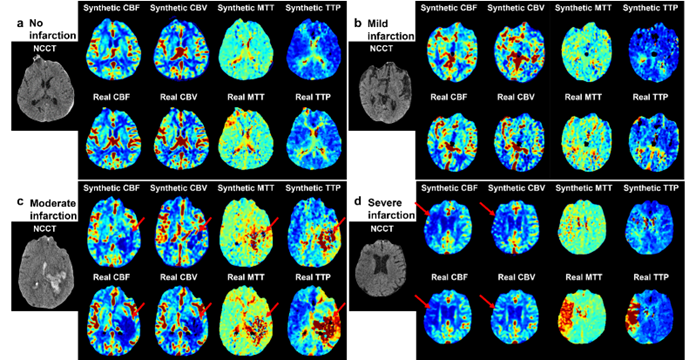 a
No
infarction
NCCT
Synthetic CBF Synthetic CBV Synthetic MTT Synthetic TTP
Real CBF Real CBV Real MTT Real TTP
b
Mild
infarction
NCCT
Synthetic CBF Synthetic CBV Synthetic MTT Synthetic TTP
Real CBF Real CBV Real MTT Real TTP
c
Moderate
infarction
NCCT
Synthetic CBF Synthetic CBV Synthetic MTT Synthetic TTP
Real CBF Real CBV Real MTT Real TTP
d
Severe
infarction
NCCT
Synthetic CBF Synthetic CBV Synthetic MTT Synthetic TTP
Real CBF Real CBV Real MTT Real TTP